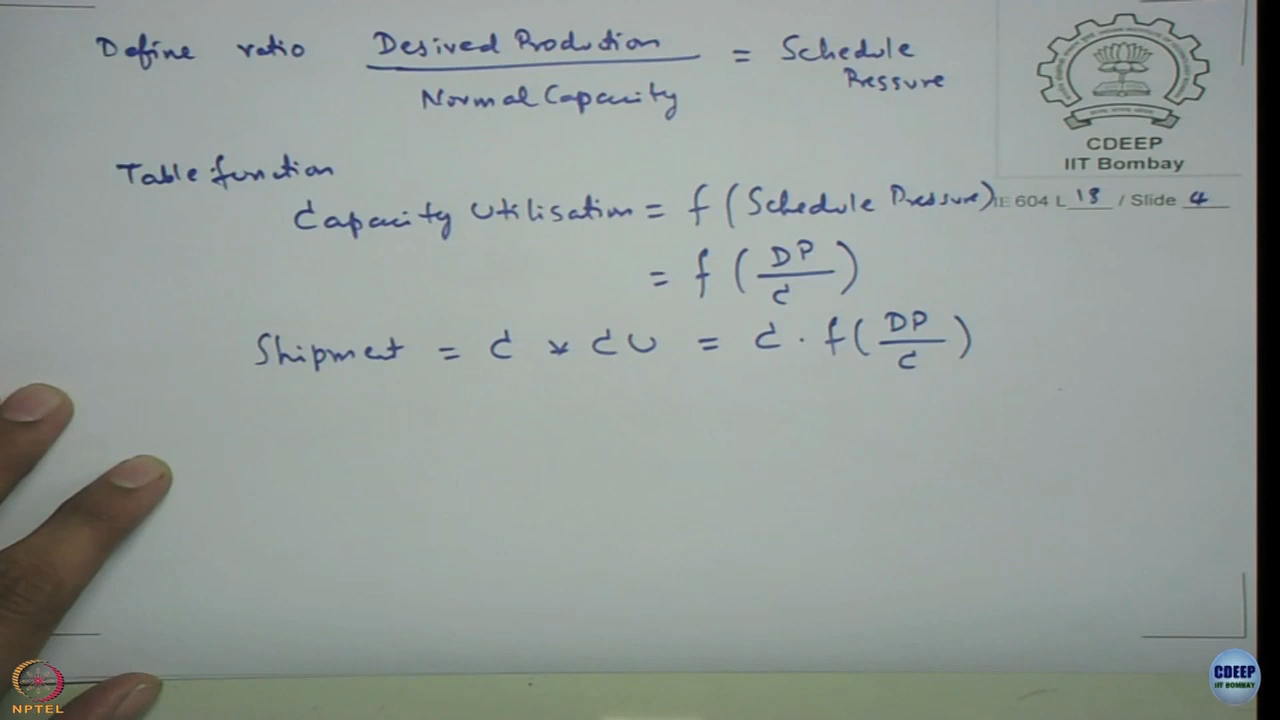 Define ratio Desired Production / Normal Capacity = Schedule Pressure
CDEEP
IIT Bombay
Table function
Capacity Utilisation = f (Schedule Pressure)
IE 604 L 18 / Slide 4
= f (DP / C)
Shipment = C * CU = C . f (DP / C)
NPTEL
CDEEP
IIT BOMBAY